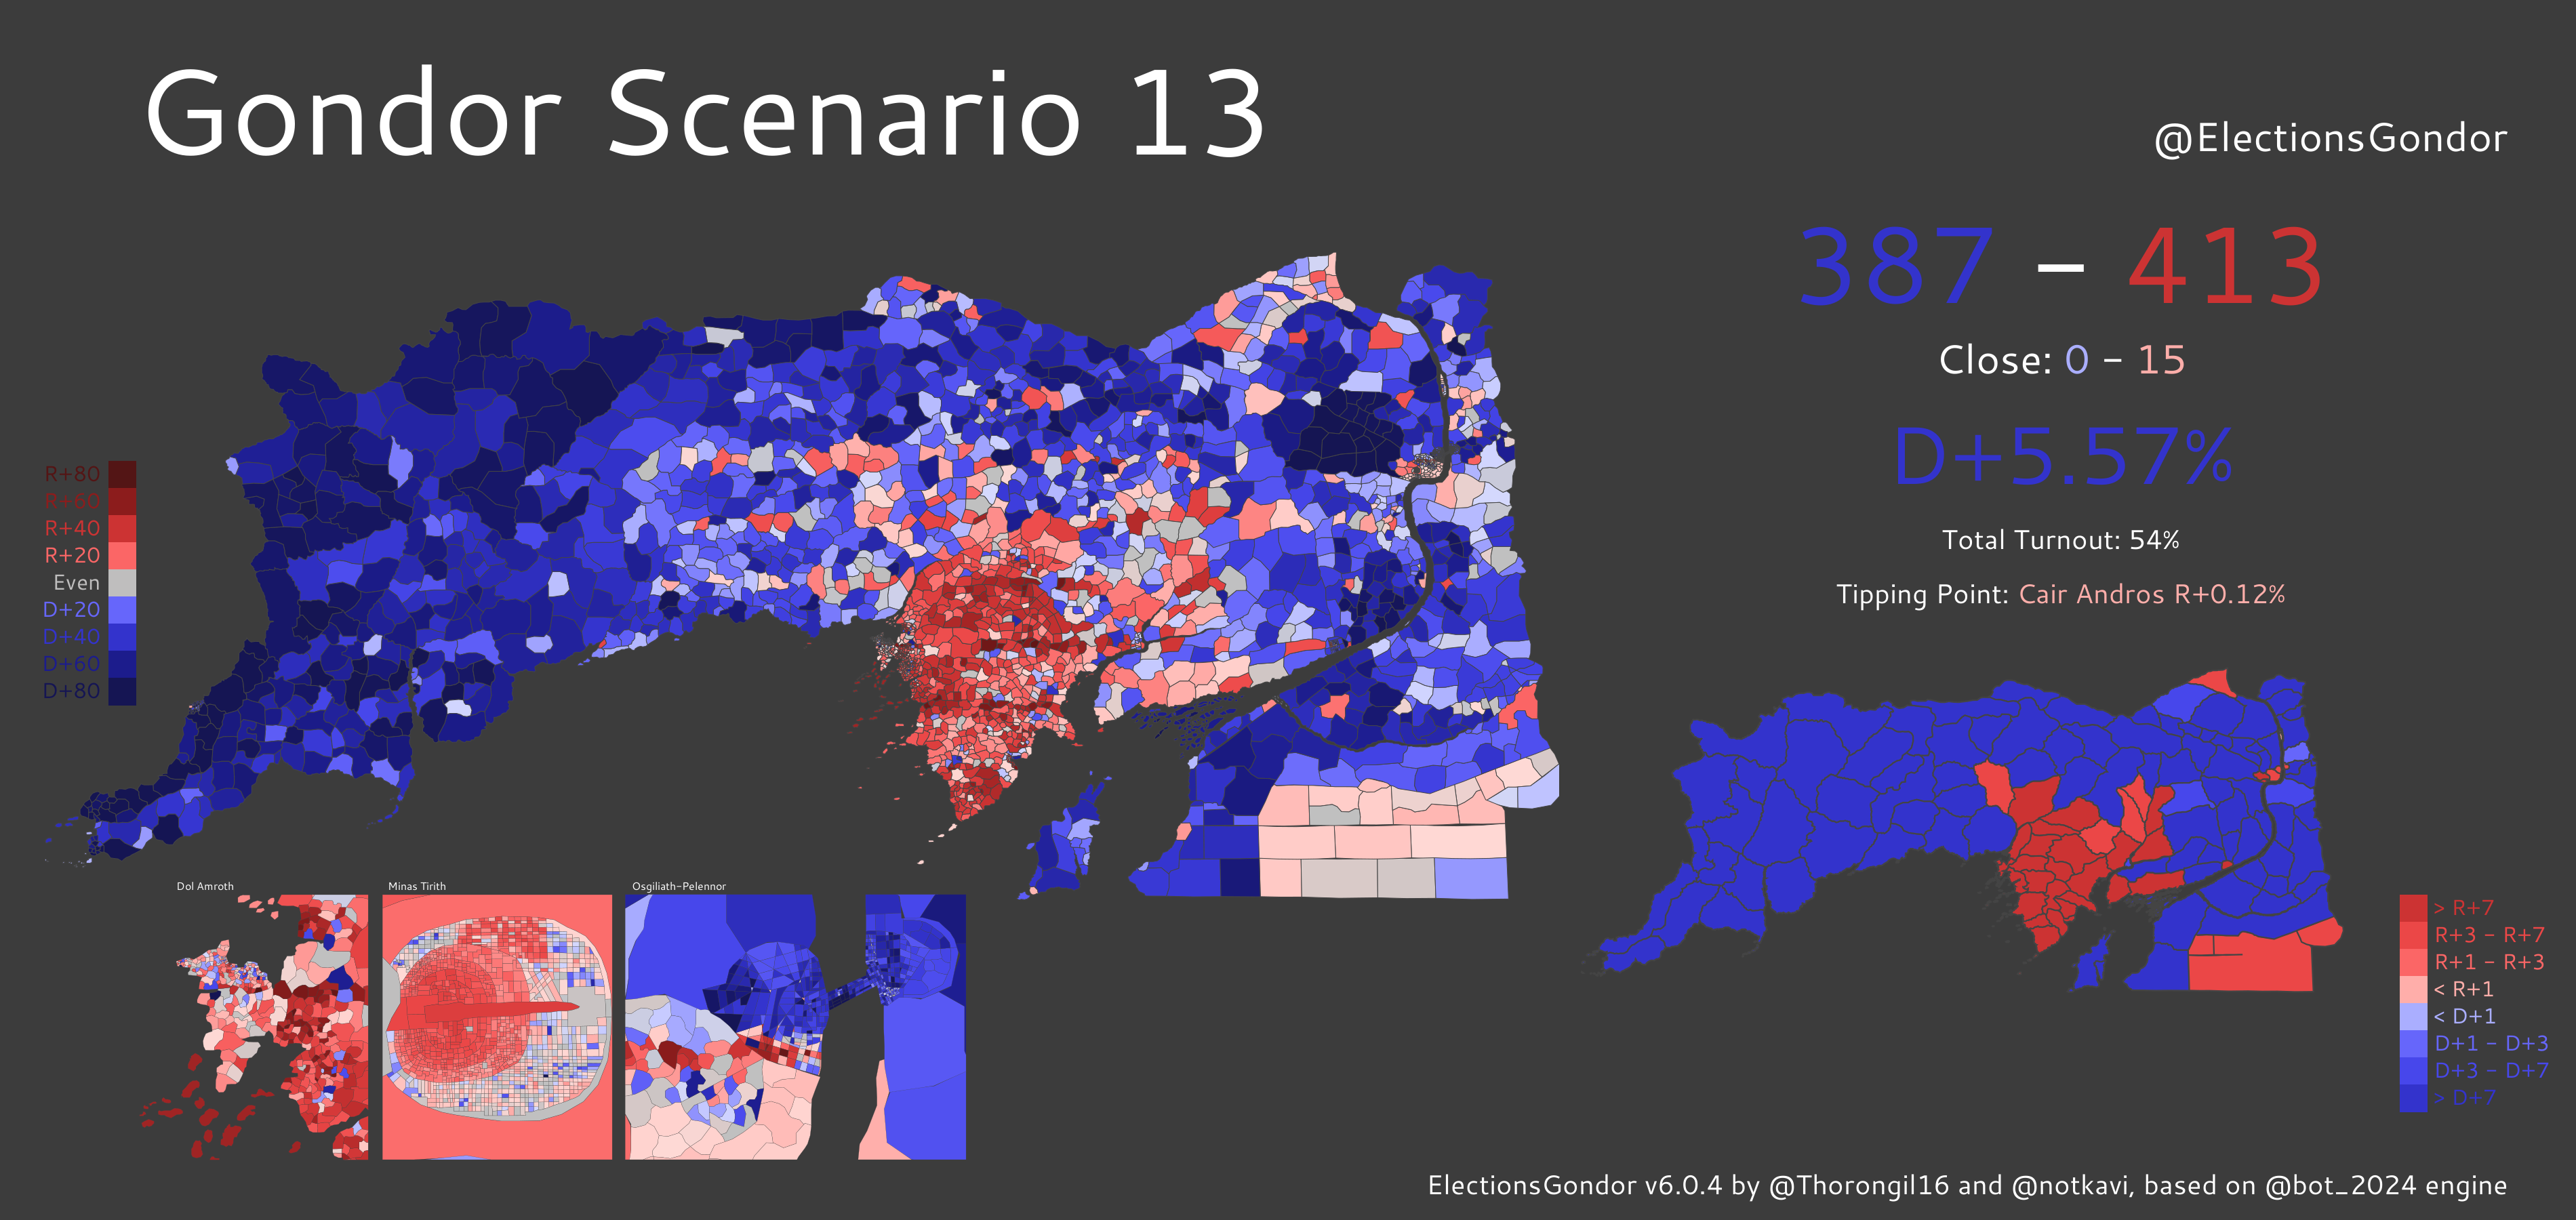 Gondor Scenario 13
@ElectionsGondor
387 – 413
Close: 0 – 15
D+5.57%
Total Turnout: 54%
Tipping Point: Cair Andros R+0.12%
R+80
R+60
R+40
R+20
Even
D+20
D+40
D+60
D+80
Dol Amroth
Minas Tirith
Osgiliath-Pelennor
> R+7
R+3 - R+7
R+1 - R+3
< R+1
< D+1
D+1 - D+3
D+3 - D+7
> D+7
ElectionsGondor v6.0.4 by @Thorongil16 and @notkavi, based on @bot_2024 engine